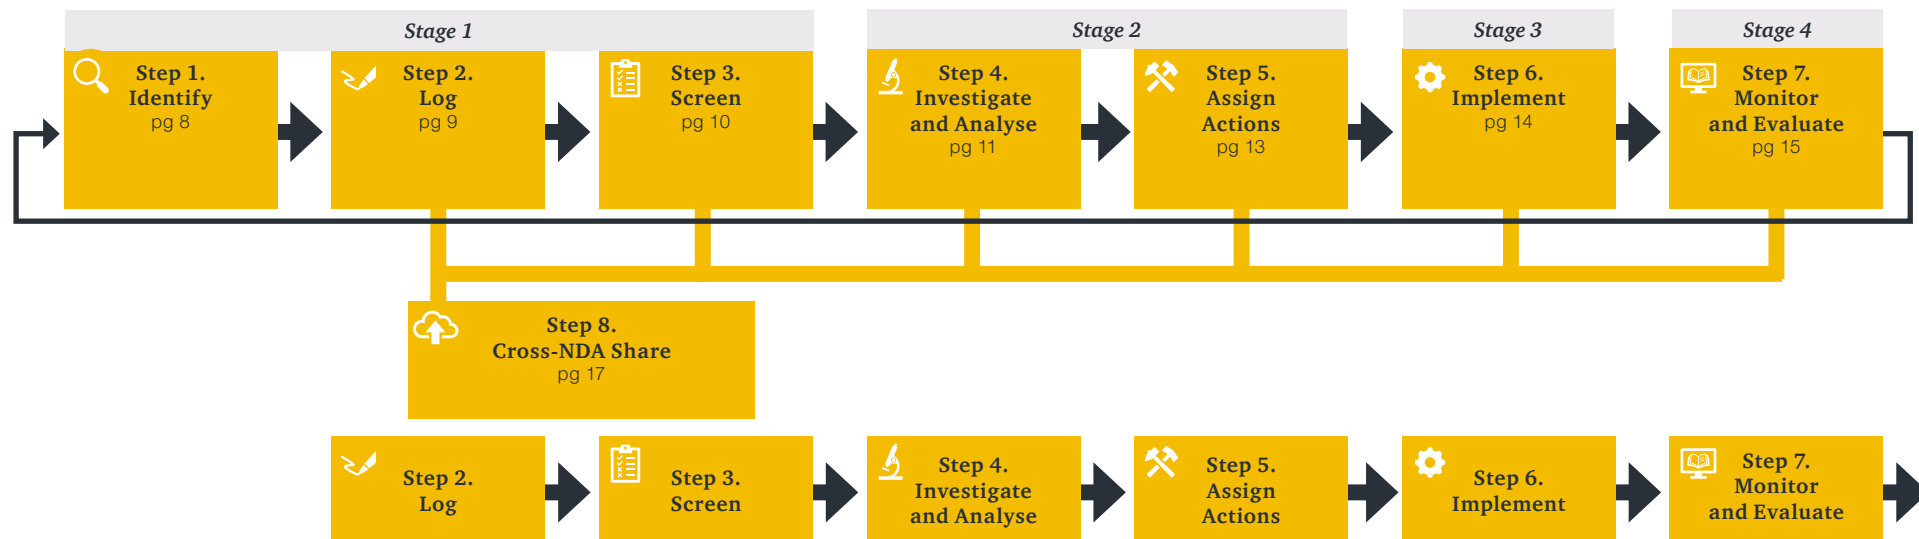 Stage 1
Stage 2
Stage 3
Stage 4
Step 1.
Identify
pg 8
Step 2.
Log
pg 9
Step 3.
Screen
pg 10
Step 4.
Investigate
and Analyse
pg 11
Step 5.
Assign
Actions
pg 13
Step 6.
Implement
pg 14
Step 7.
Monitor
and Evaluate
pg 15
Step 8.
Cross-NDA Share
pg 17
Step 2.
Log
Step 3.
Screen
Step 4.
Investigate
and Analyse
Step 5.
Assign
Actions
Step 6.
Implement
Step 7.
Monitor
and Evaluate